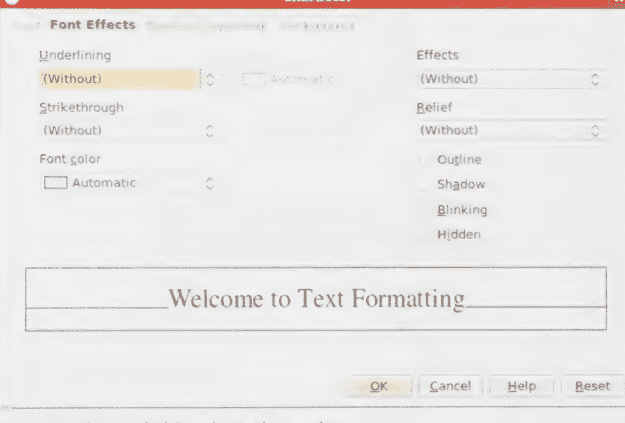 Font Effects
Underlining
(Without)
Automatic
Effects
(Without)
Strikethrough
(Without)
Relief
(Without)
Font color
Automatic
Outline
Shadow
Blinking
Hidden
Welcome to Text Formatting
OK
Cancel
Help
Reset